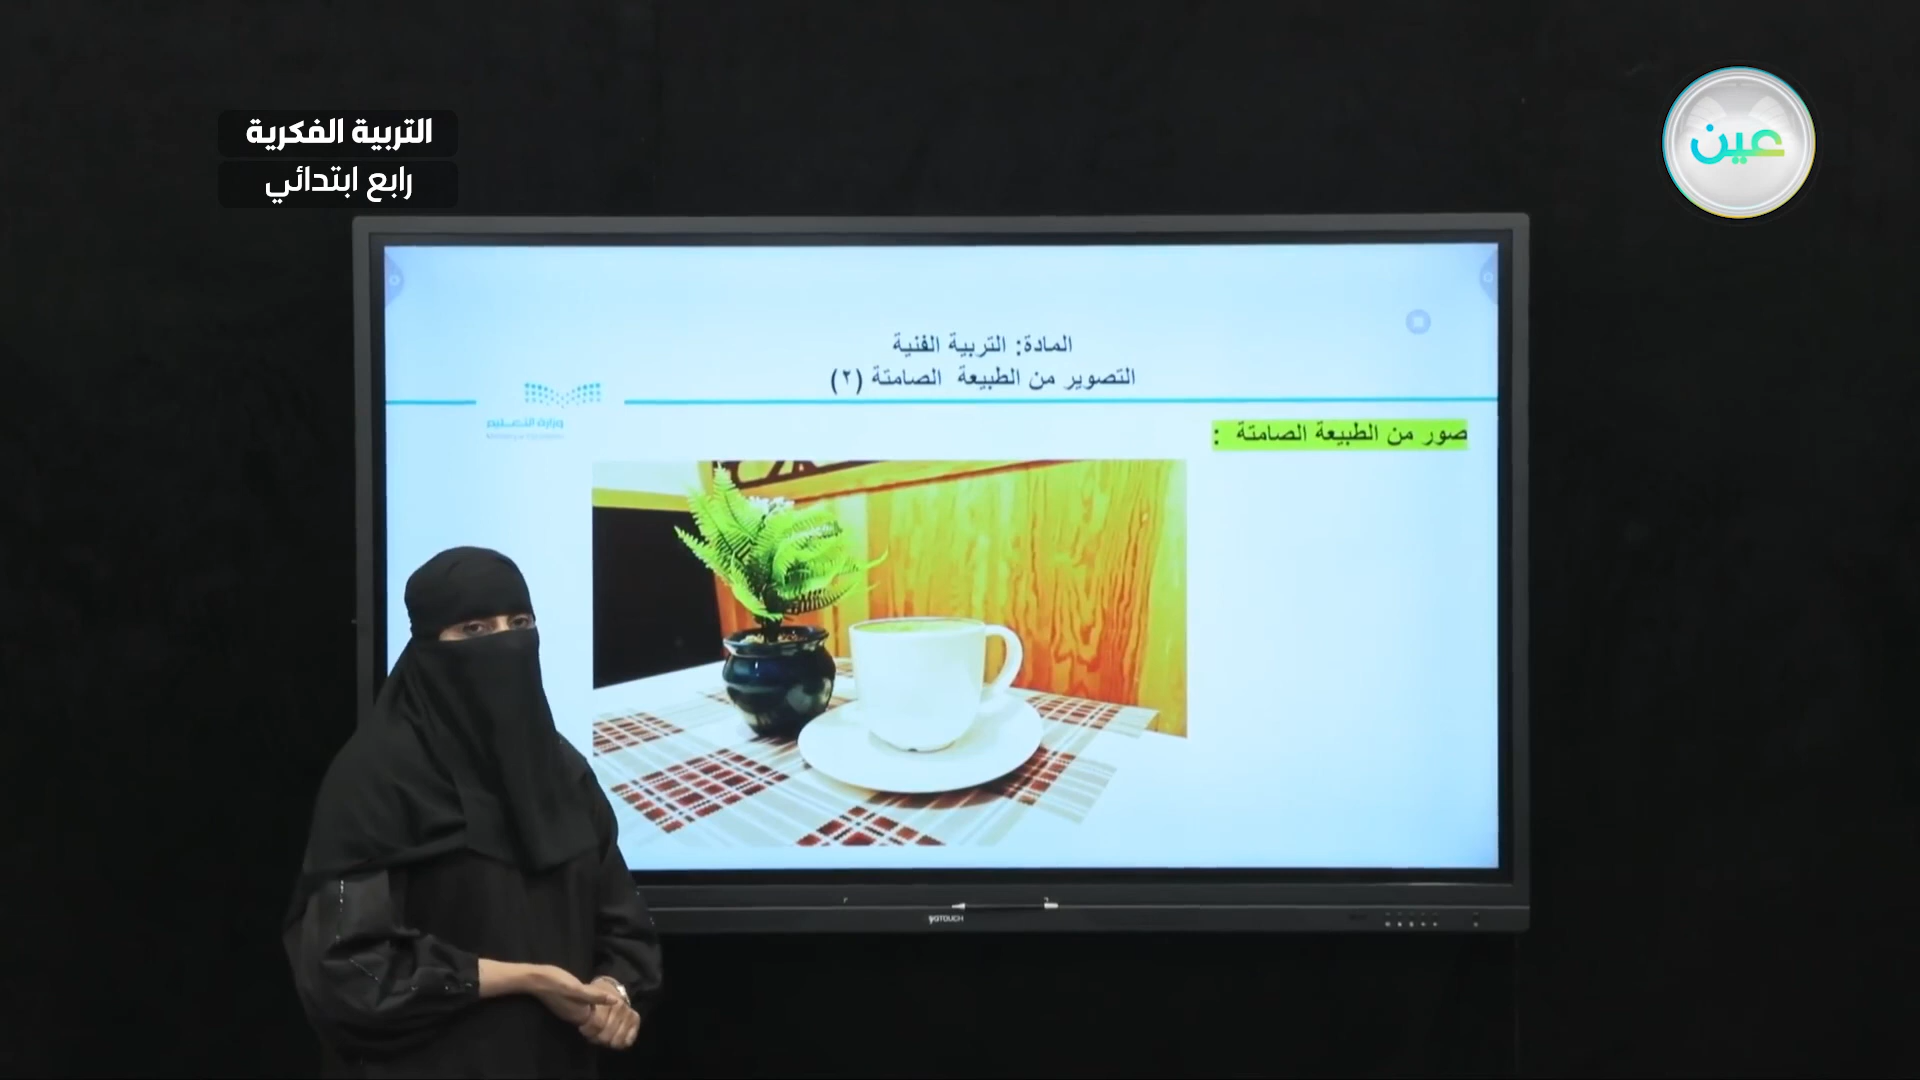 التربية الفكرية
رابع ابتدائي
عين
المادة: التربية الفنية
التصوير من الطبيعة الصامتة (٢)
وزارة التعليم
صور من الطبيعة الصامتة :